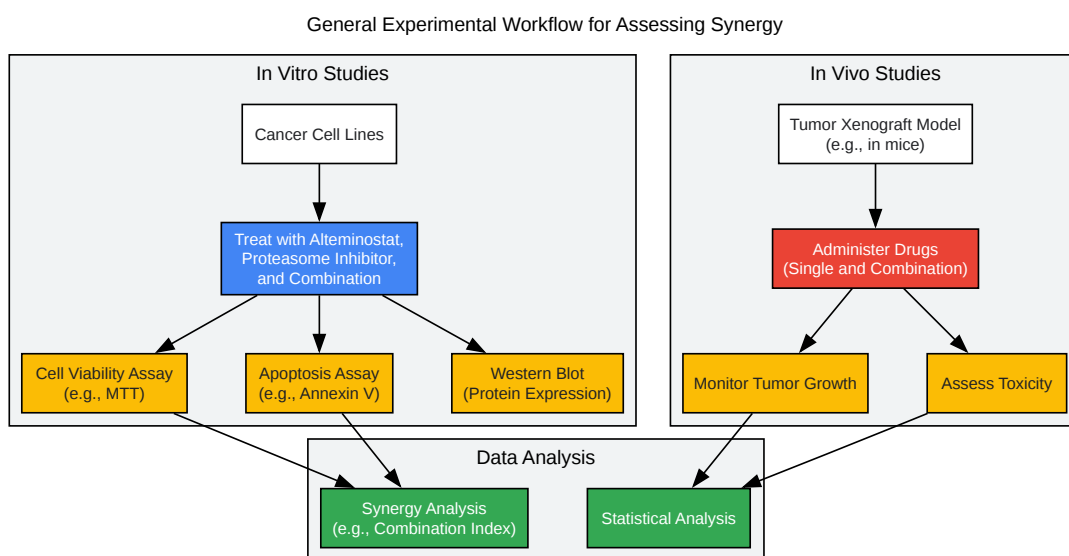 General Experimental Workflow for Assessing Synergy
In Vitro Studies
Cancer Cell Lines
Treat with Alteminostat,
Proteasome Inhibitor,
and Combination
Cell Viability Assay
(e.g., MTT)
Apoptosis Assay
(e.g., Annexin V)
Western Blot
(Protein Expression)
In Vivo Studies
Tumor Xenograft Model
(e.g., in mice)
Administer Drugs
(Single and Combination)
Monitor Tumor Growth
Assess Toxicity
Data Analysis
Synergy Analysis
(e.g., Combination Index)
Statistical Analysis